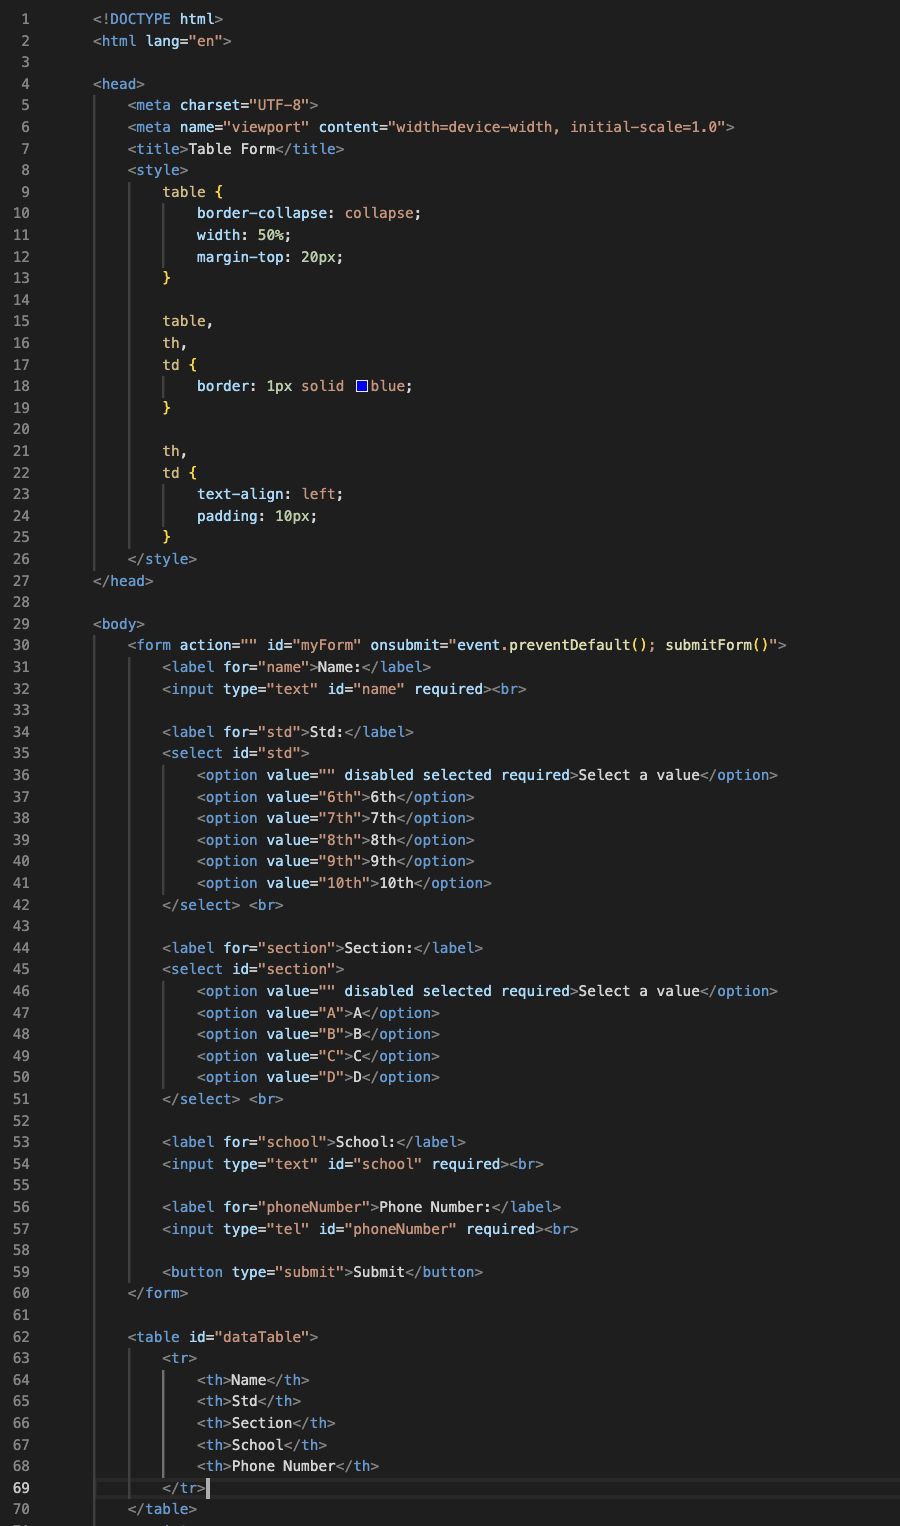 1 <!DOCTYPE html>
2 <html lang="en">
3
4 <head>
5     <meta charset="UTF-8">
6     <meta name="viewport" content="width=device-width, initial-scale=1.0">
7     <title>Table Form</title>
8     <style>
9         table {
10             border-collapse: collapse;
11             width: 50%;
12             margin-top: 20px;
13         }
14
15         table,
16         th,
17         td {
18             border: 1px solid blue;
19         }
20
21         th,
22         td {
23             text-align: left;
24             padding: 10px;
25         }
26     </style>
27 </head>
28
29 <body>
30     <form action="" id="myForm" onsubmit="event.preventDefault(); submitForm()">
31         <label for="name">Name:</label>
32         <input type="text" id="name" required><br>
33
34         <label for="std">Std:</label>
35         <select id="std">
36             <option value="" disabled selected required>Select a value</option>
37             <option value="6th">6th</option>
38             <option value="7th">7th</option>
39             <option value="8th">8th</option>
40             <option value="9th">9th</option>
41             <option value="10th">10th</option>
42         </select> <br>
43
44         <label for="section">Section:</label>
45         <select id="section">
46             <option value="" disabled selected required>Select a value</option>
47             <option value="A">A</option>
48             <option value="B">B</option>
49             <option value="C">C</option>
50             <option value="D">D</option>
51         </select> <br>
52
53         <label for="school">School:</label>
54         <input type="text" id="school" required><br>
55
56         <label for="phoneNumber">Phone Number:</label>
57         <input type="tel" id="phoneNumber" required><br>
58
59         <button type="submit">Submit</button>
60     </form>
61
62     <table id="dataTable">
63         <tr>
64             <th>Name</th>
65             <th>Std</th>
66             <th>Section</th>
67             <th>School</th>
68             <th>Phone Number</th>
69         </tr>
70     </table>